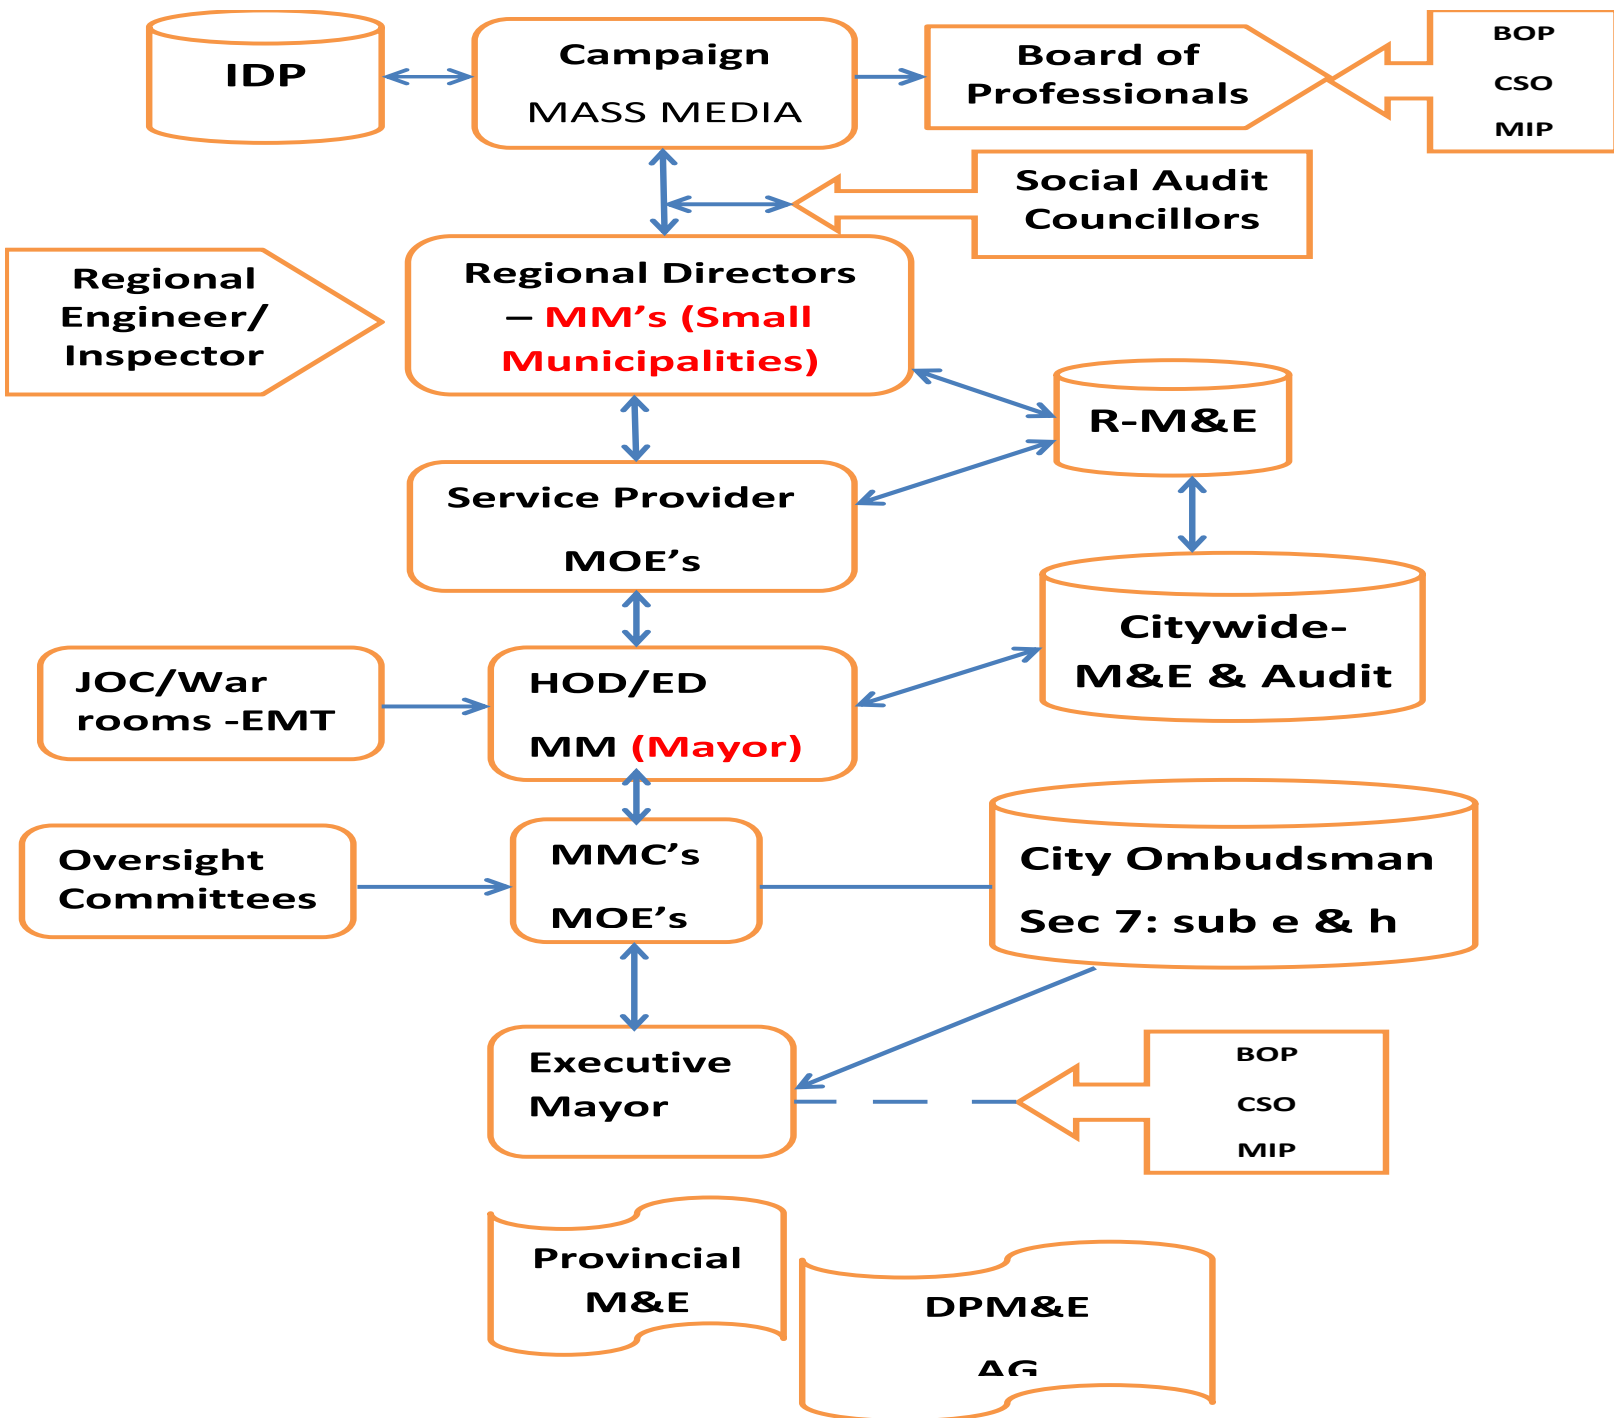 IDP
Campaign
MASS MEDIA
Board of
Professionals
BOP
CSO
MIP
Social Audit
Councillors
Regional
Engineer/
Inspector
Regional Directors
– MM’s (Small
Municipalities)
R-M&E
Service Provider
MOE’s
Citywide-
M&E & Audit
JOC/War
rooms -EMT
HOD/ED
MM (Mayor)
Oversight
Committees
MMC’s
MOE’s
City Ombudsman
Sec 7: sub e & h
Executive
Mayor
BOP
CSO
MIP
Provincial
M&E
DPM&E
AG